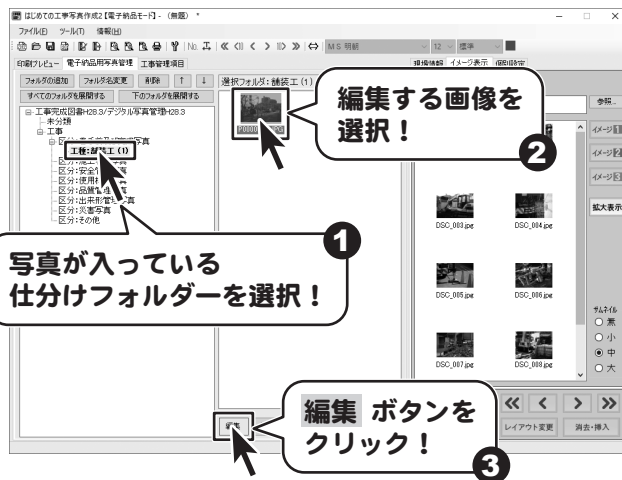 はじめての工事写真作成2【電子納品モード】- （無題） *
ファイル(F) ツール(T) 情報(H)
No. MS 明朝 12 標準
印刷プレビュー 電子納品用写真管理 工事管理項目
現場情報 イメージ表示 個別設定
フォルダの追加 フォルダ名変更 削除 ↑ ↓
すべてのフォルダを展開する 下のフォルダを展開する
工事完成図書H28.3/デジタル写真管理H28.3
未分類
工事
工種:舗装工 (1)
区分:使用材
区分:品質管理写真
区分:出来形管理写真
区分:災害写真
区分:その他
選択フォルダ: 舗装工 (1)
編集する画像を
選択！
2
1
写真が入っている
仕分けフォルダーを選択！
参照...
イメージ1
イメージ2
イメージ3
拡大表示
DSC_003.jpg DSC_004.jpg
DSC_005.jpg DSC_006.jpg
DSC_007.jpg DSC_008.jpg
サムネイル
無
小
中
大
編集 ボタンを
クリック！
3
レイアウト変更 消去・挿入